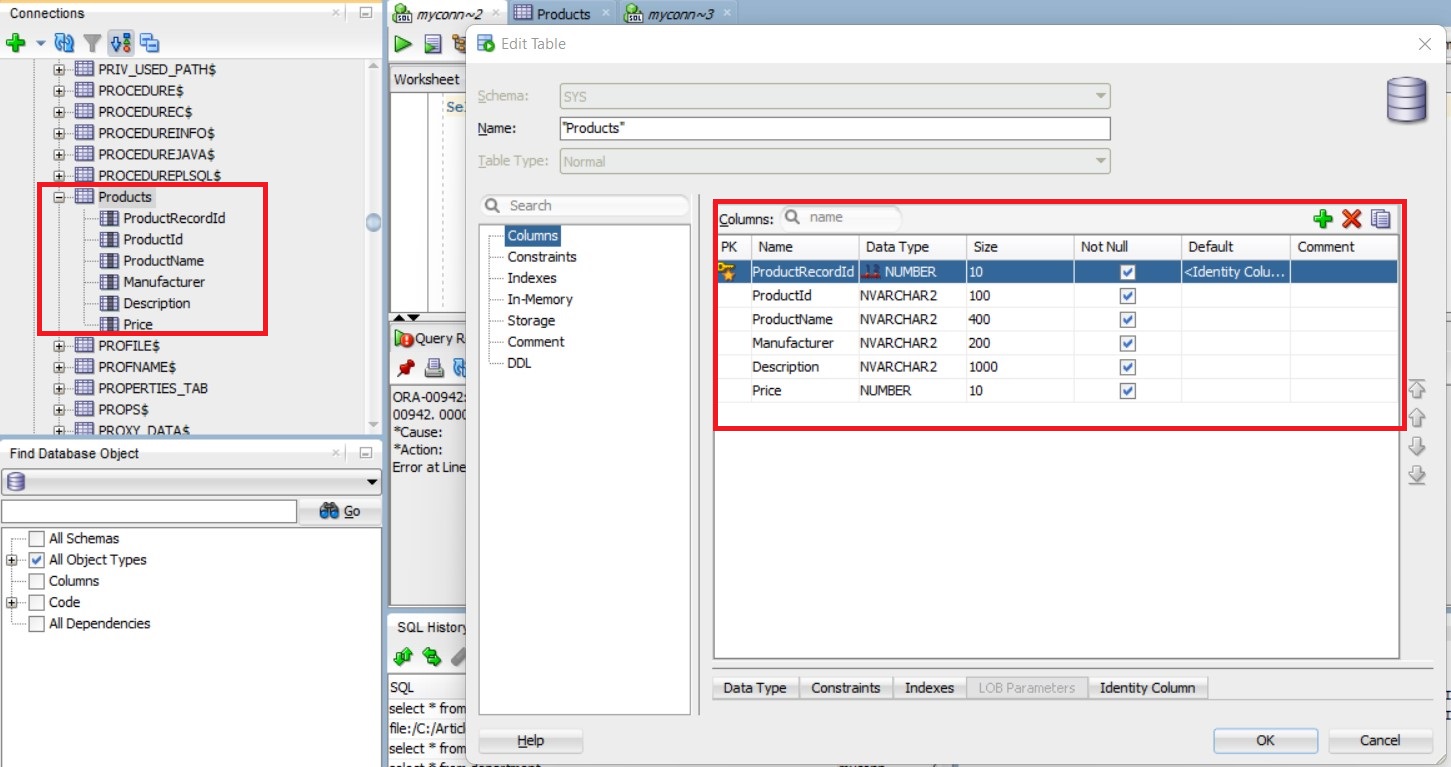 Connections
PRIV_USED_PATH$
PROCEDURE$
PROCEDUREC$
PROCEDUREINFO$
PROCEDUREJAVA$
PROCEDUREPLSQL$
Products
ProductRecordId
ProductId
ProductName
Manufacturer
Description
Price
PROFILE$
PROFNAME$
PROPERTIES_TAB
PROPS$
PROXY_DATA$
Find Database Object
Go
All Schemas
All Object Types
Columns
Code
All Dependencies
myconn~2
Products
myconn~3
Worksheet
Query R
ORA-00942:
00942. 0000
*Cause:
*Action:
Error at Line
SQL History
SQL
select * from
file:/C:/Articl
select * from
select * from department
myconn
Edit Table
Schema: SYS
Name: "Products"
Table Type: Normal
Search
Columns
Constraints
Indexes
In-Memory
Storage
Comment
DDL
Columns: name
PK Name Data Type Size Not Null Default Comment
ProductRecordId NUMBER 10 <Identity Colu...
ProductId NVARCHAR2 100
ProductName NVARCHAR2 400
Manufacturer NVARCHAR2 200
Description NVARCHAR2 1000
Price NUMBER 10
Data Type Constraints Indexes LOB Parameters Identity Column
Help OK Cancel